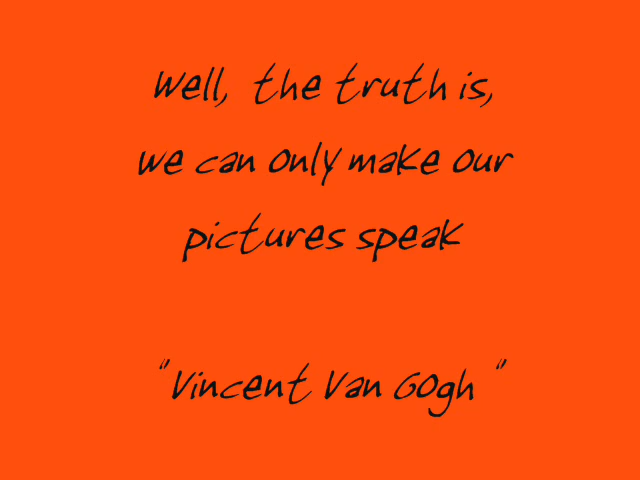 Well, the truth is,
we can only make our
pictures speak
"Vincent Van GOgh "